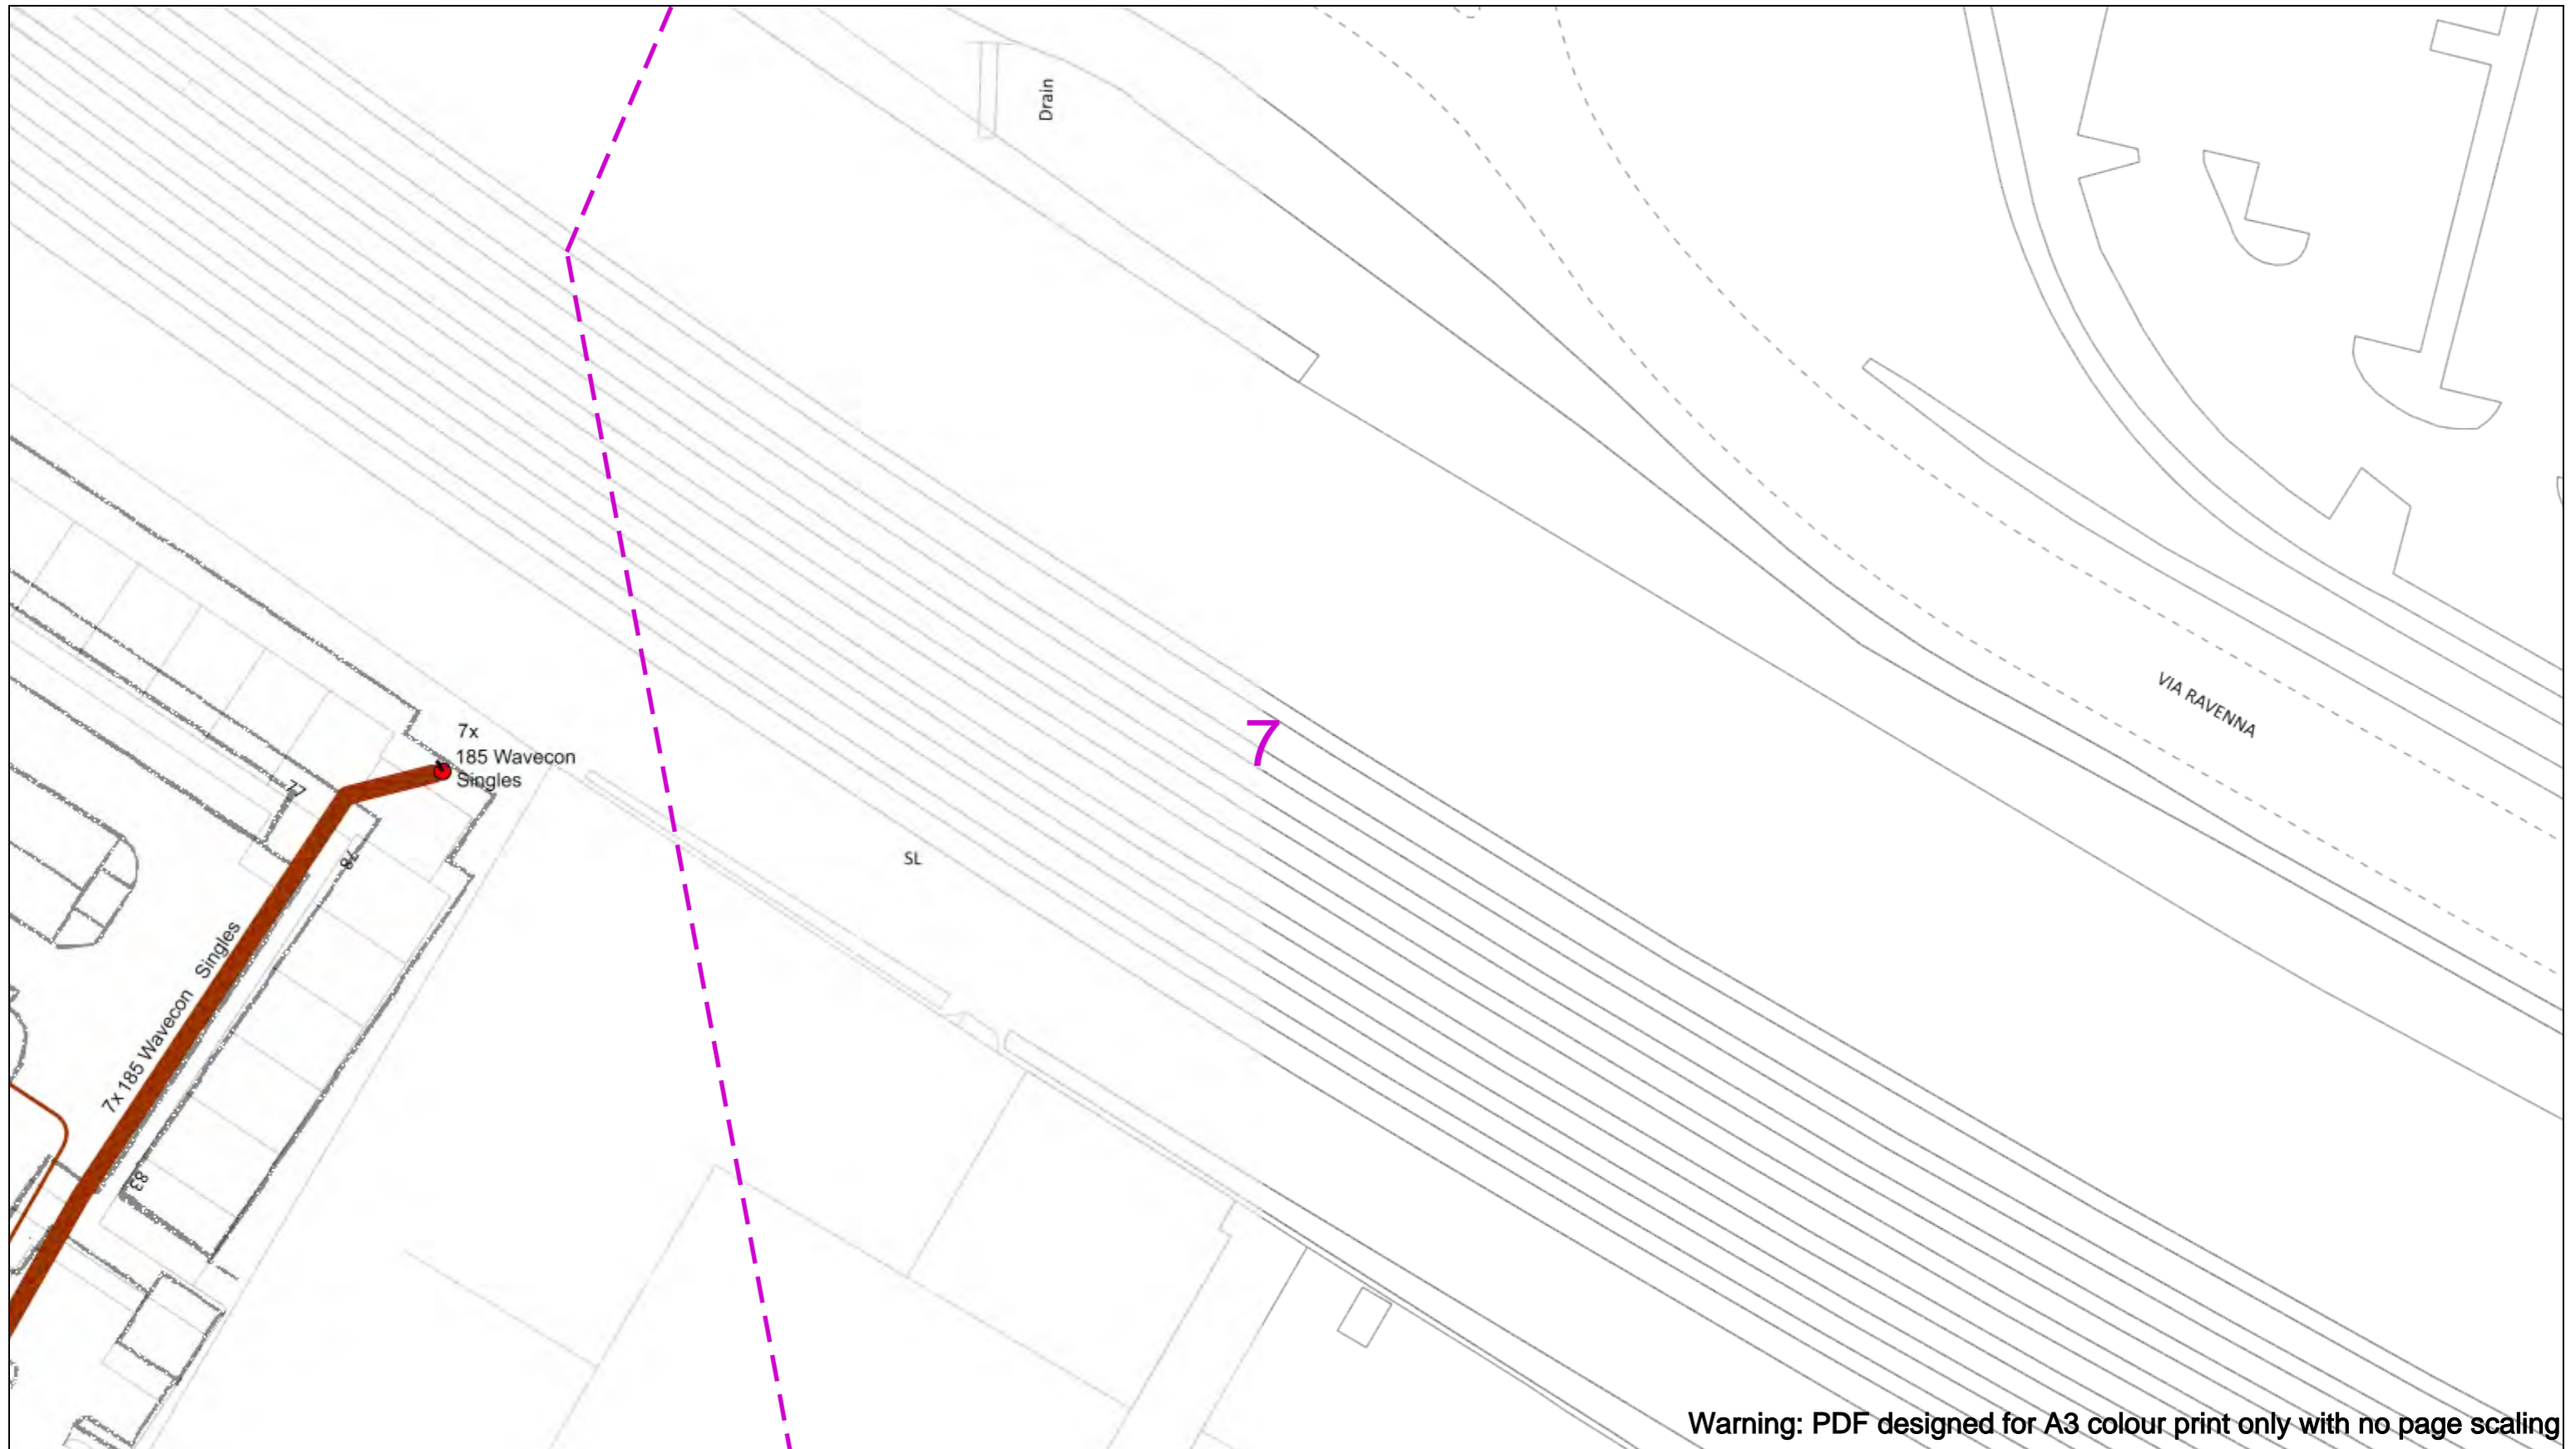 Drain
VIA RAVENNA
7
7x
185 Wavecon
Singles
77
78
SL
7x 185 Wavecon Singles
83
Warning: PDF designed for A3 colour print only with no page scaling